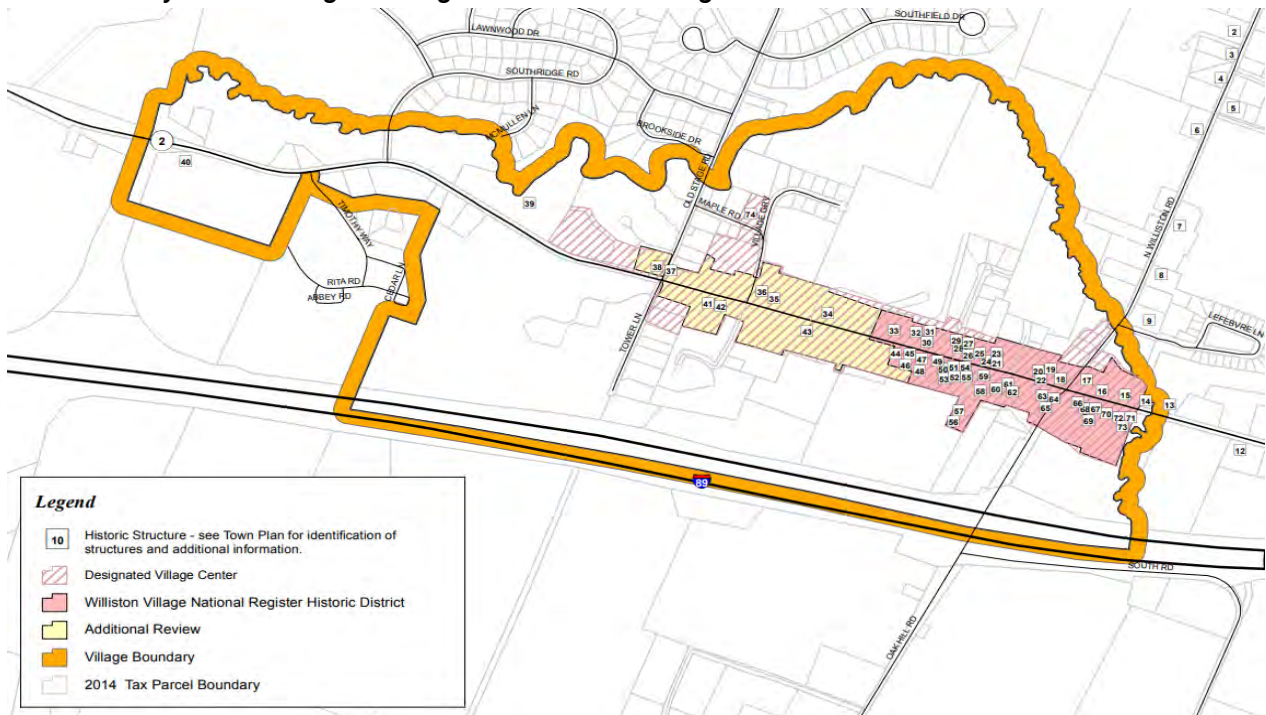 SOUTHFIELD DR
LAWNWOOD DR
2
3
SOUTHRIDGE RD
4
5
MCMULLEN LN
BROOKSIDE DR
6
2
40
OLD STAGE RD
39
MAPLE RD
74
VILLAGE GRV
N WILLISTON RD
7
TIMOTHY WAY
8
38
37
RITA RD
CEDAR LN
ABBEY RD
36
35
41
42
34
9
LEFEBVRE LN
TOWER LN
43
33
32
31
30
29
28
27
26
25
24
23
21
44
45
46
47
48
49
50
51
52
53
54
55
56
57
58
59
60
61
62
20
19
22
18
17
16
15
14
13
12
63
64
65
66
68
67
69
70
72
71
73
89
SOUTH RD
OAK HILL RD
Legend
10
Historic Structure - see Town Plan for identification of
structures and additional information.
Designated Village Center
Williston Village National Register Historic District
Additional Review
Village Boundary
2014 Tax Parcel Boundary